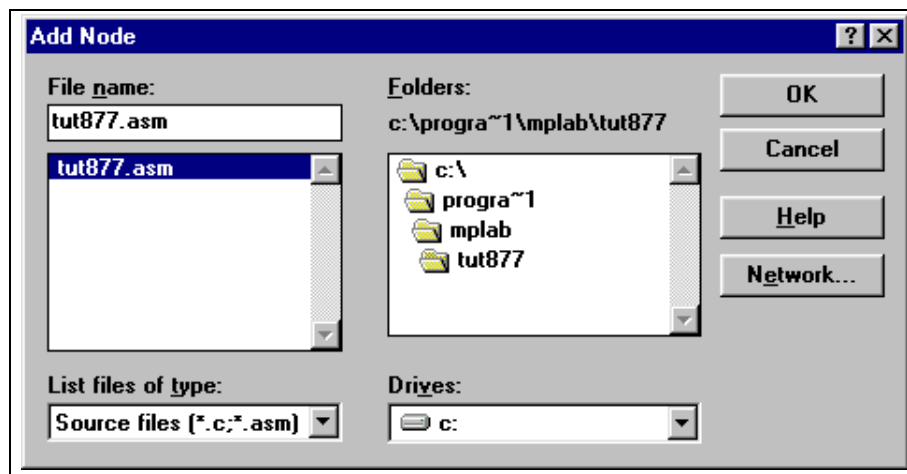 Add Node
File name:
tut877.asm
tut877.asm
List files of type:
Source files (*.c;*.asm)
Folders:
c:\progra~1\mplab\tut877
c:\
progra~1
mplab
tut877
Drives:
c:
OK
Cancel
Help
Network...